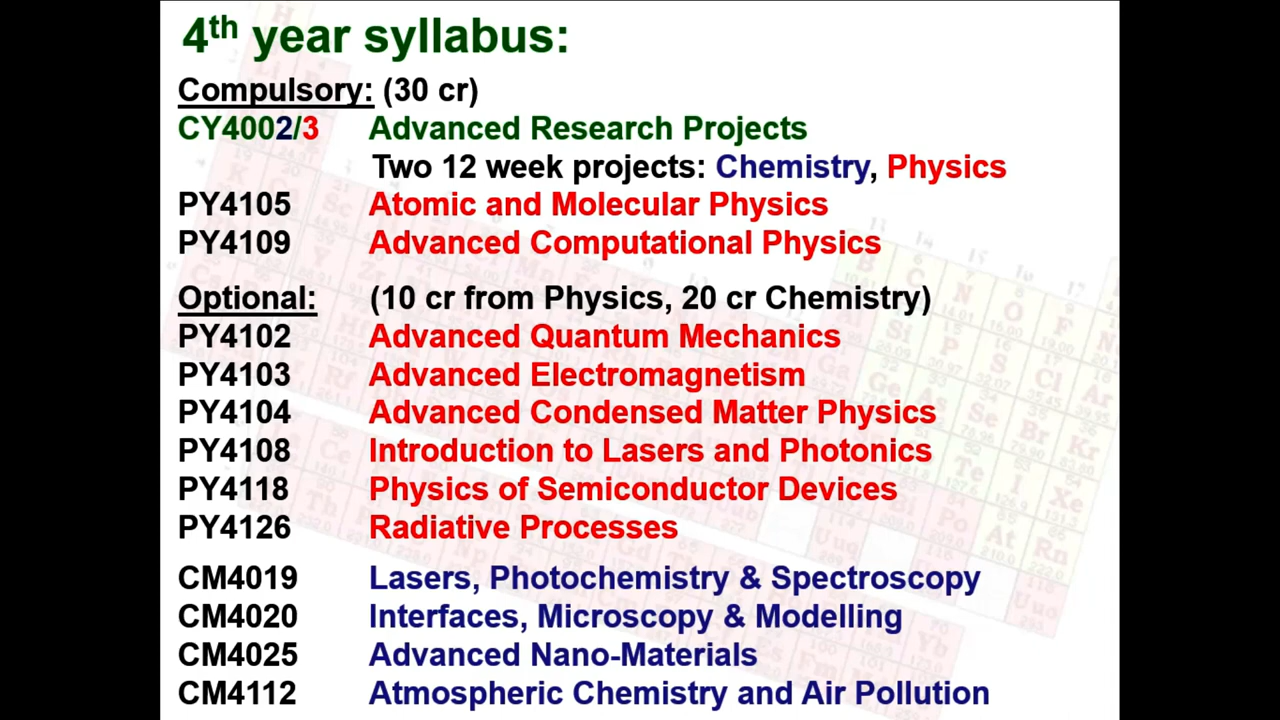 4th year syllabus:
Compulsory: (30 cr)
CY4002/3 Advanced Research Projects
Two 12 week projects: Chemistry, Physics
PY4105 Atomic and Molecular Physics
PY4109 Advanced Computational Physics
Optional: (10 cr from Physics, 20 cr Chemistry)
PY4102 Advanced Quantum Mechanics
PY4103 Advanced Electromagnetism
PY4104 Advanced Condensed Matter Physics
PY4108 Introduction to Lasers and Photonics
PY4118 Physics of Semiconductor Devices
PY4126 Radiative Processes
CM4019 Lasers, Photochemistry & Spectroscopy
CM4020 Interfaces, Microscopy & Modelling
CM4025 Advanced Nano-Materials
CM4112 Atmospheric Chemistry and Air Pollution